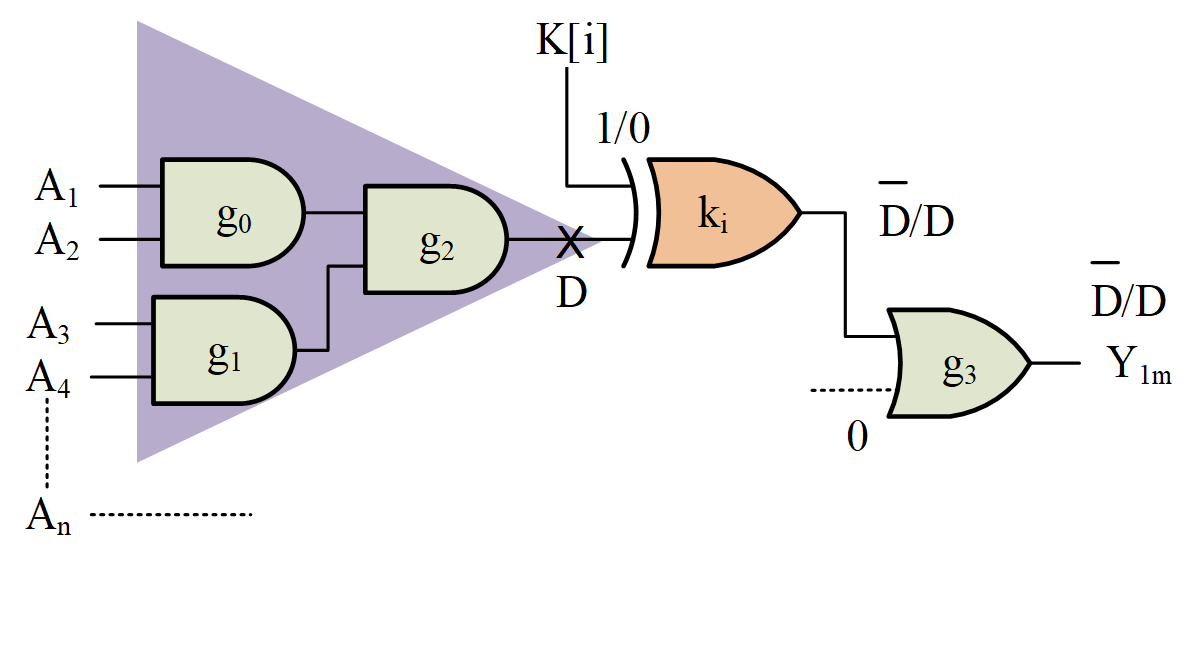 K[i]
1/0
A₁
A₂
g₀
g₂
kᵢ
D̅/D
X
D
A₃
A₄
g₁
D̅/D
Y₁ₘ
g₃
0
Aₙ